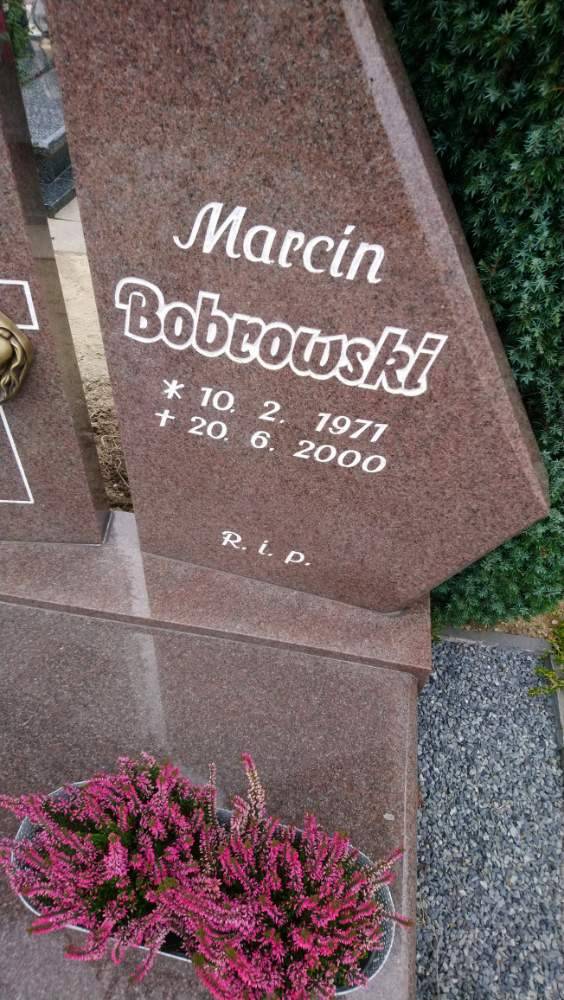 Marcin
Bobrowski
* 10. 2. 1971
+ 20. 6. 2000
R. i. p.